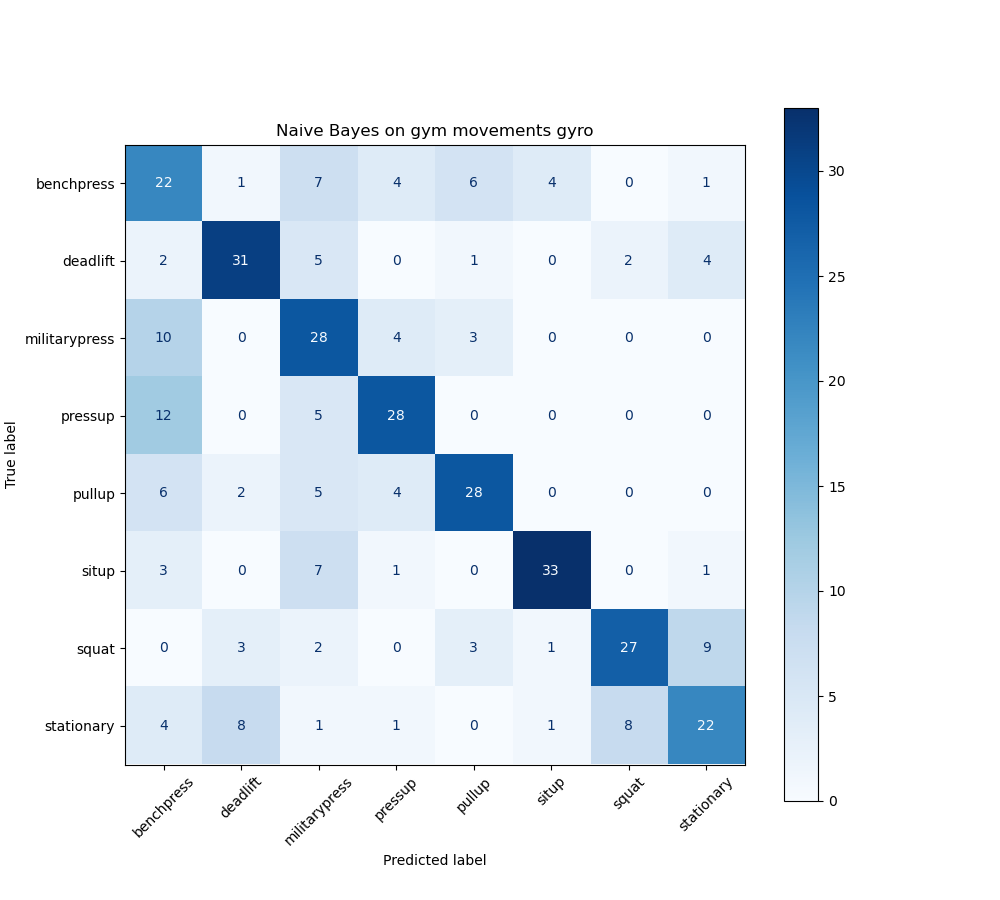 Naive Bayes on gym movements gyro
True label
benchpress 22 1 7 4 6 4 0 1
deadlift 2 31 5 0 1 0 2 4
militarypress 10 0 28 4 3 0 0 0
pressup 12 0 5 28 0 0 0 0
pullup 6 2 5 4 28 0 0 0
situp 3 0 7 1 0 33 0 1
squat 0 3 2 0 3 1 27 9
stationary 4 8 1 1 0 1 8 22
benchpress deadlift militarypress pressup pullup situp squat stationary
Predicted label
30
25
20
15
10
5
0